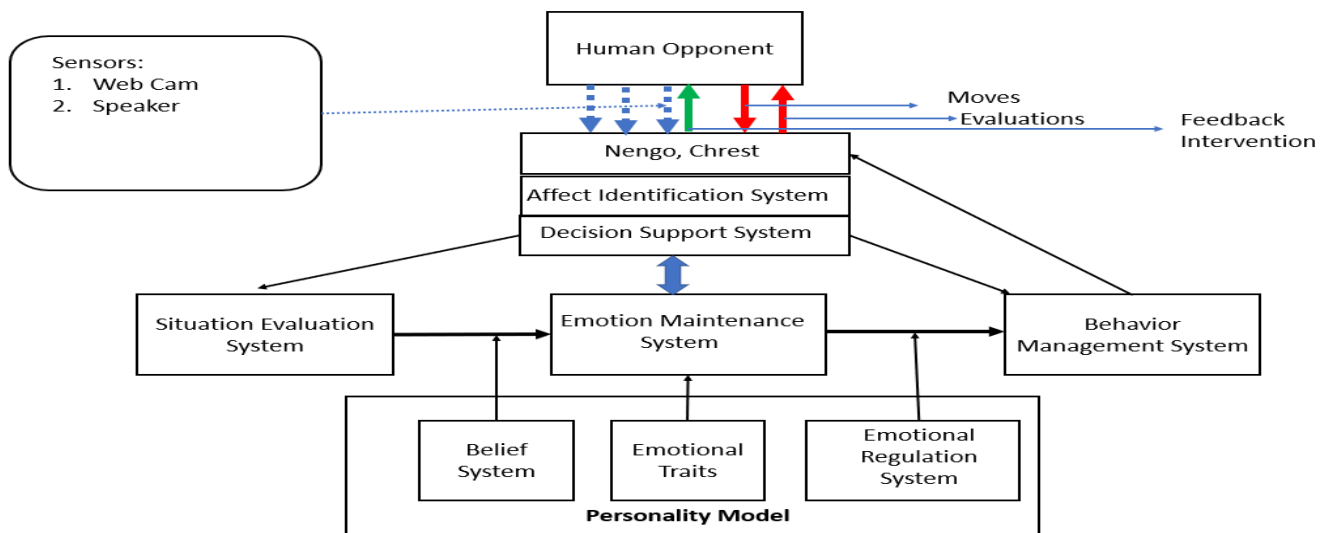 Sensors:
1. Web Cam
2. Speaker
Human Opponent
Moves
Evaluations
Feedback
Intervention
Nengo, Chrest
Affect Identification System
Decision Support System
Situation Evaluation
System
Emotion Maintenance
System
Behavior
Management System
Belief
System
Emotional
Traits
Emotional
Regulation
System
Personality Model